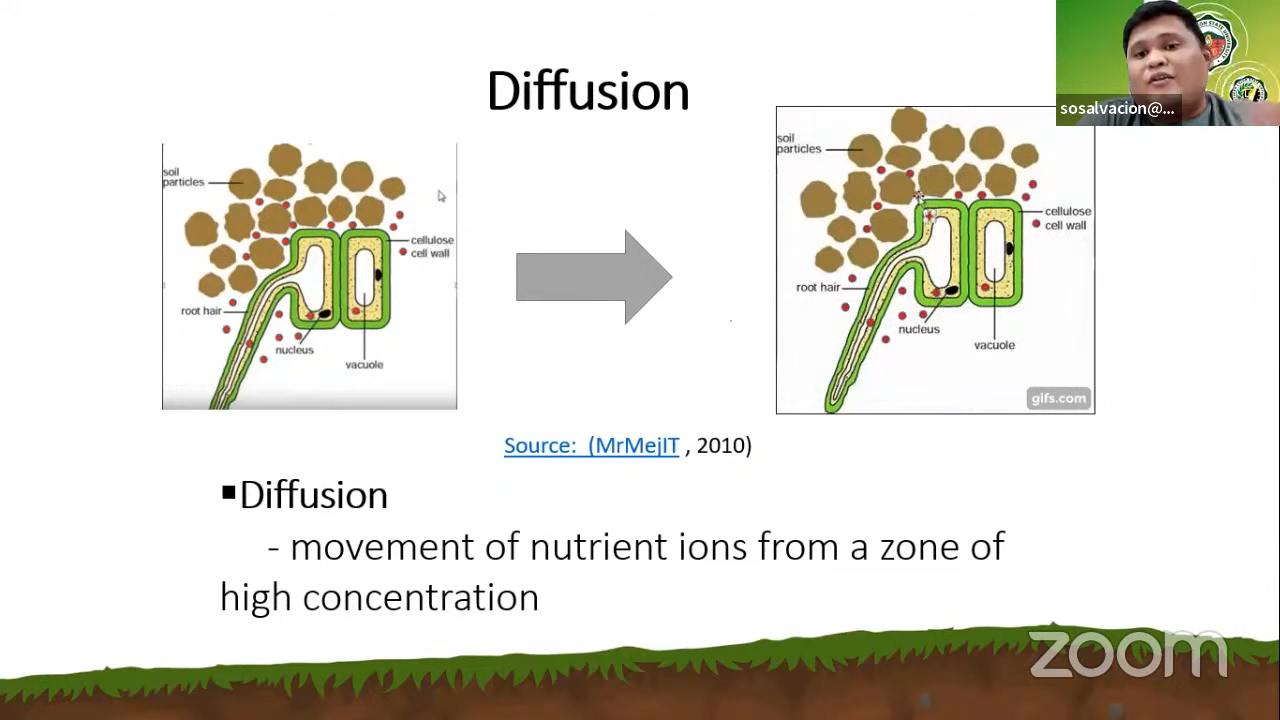 Diffusion
sosalvacion@...
soil
particles
cellulose
cell wall
root hair
nucleus
vacuole
soil
particles
cellulose
cell wall
root hair
nucleus
vacuole
gifs.com
Source: (MrMejIT , 2010)
▪Diffusion
- movement of nutrient ions from a zone of
high concentration
zoom